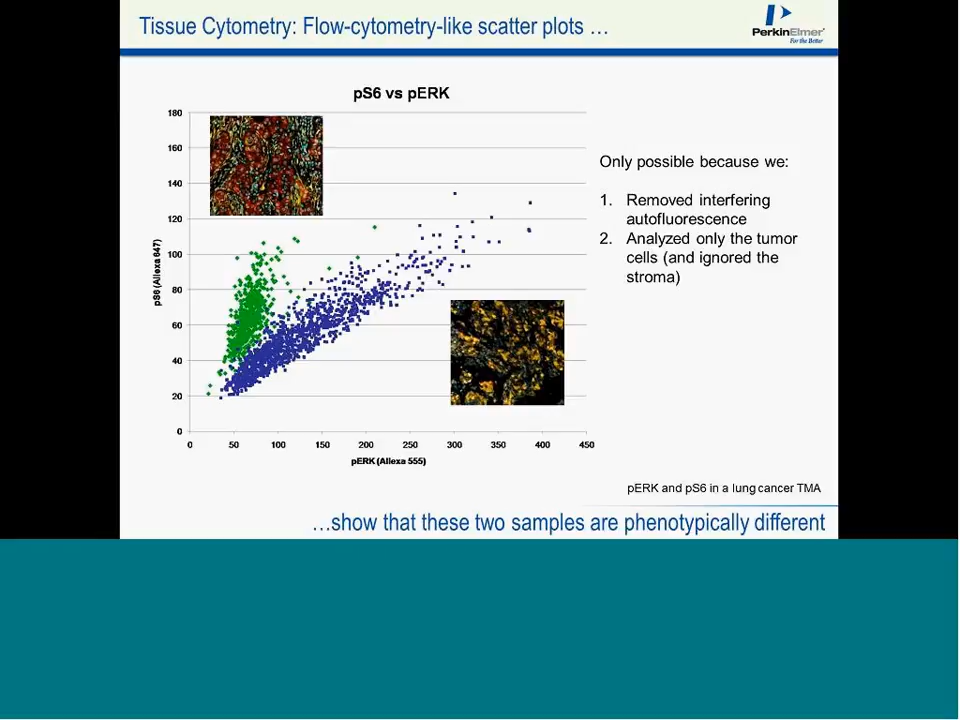 Tissue Cytometry: Flow-cytometry-like scatter plots …
PerkinElmer
For the Better
pS6 vs pERK
180
160
140
120
100
80
60
40
20
0
pS6 (Allexa 647)
0 50 100 150 200 250 300 350 400 450
pERK (Allexa 555)
Only possible because we:
1. Removed interfering
autofluorescence
2. Analyzed only the tumor
cells (and ignored the
stroma)
pERK and pS6 in a lung cancer TMA
…show that these two samples are phenotypically different